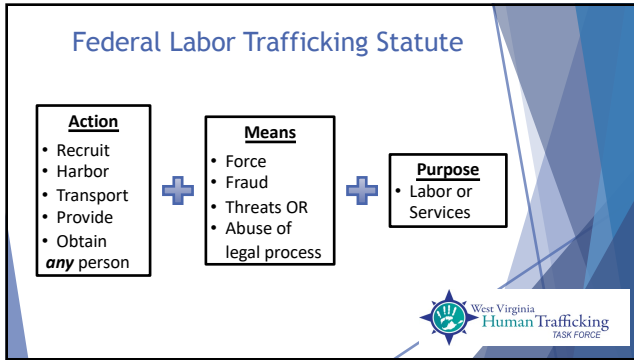 Federal Labor Trafficking Statute
Action
• Recruit
• Harbor
• Transport
• Provide
• Obtain
any person
Means
• Force
• Fraud
• Threats OR
• Abuse of
legal process
Purpose
• Labor or
Services
West Virginia
Human Trafficking
TASK FORCE